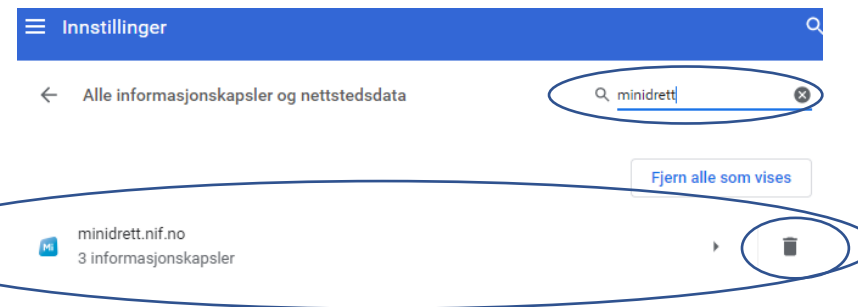 Innstillinger
Alle informasjonskapsler og nettstedsdata
minidrett
Fjern alle som vises
Mi
minidrett.nif.no
3 informasjonskapsler